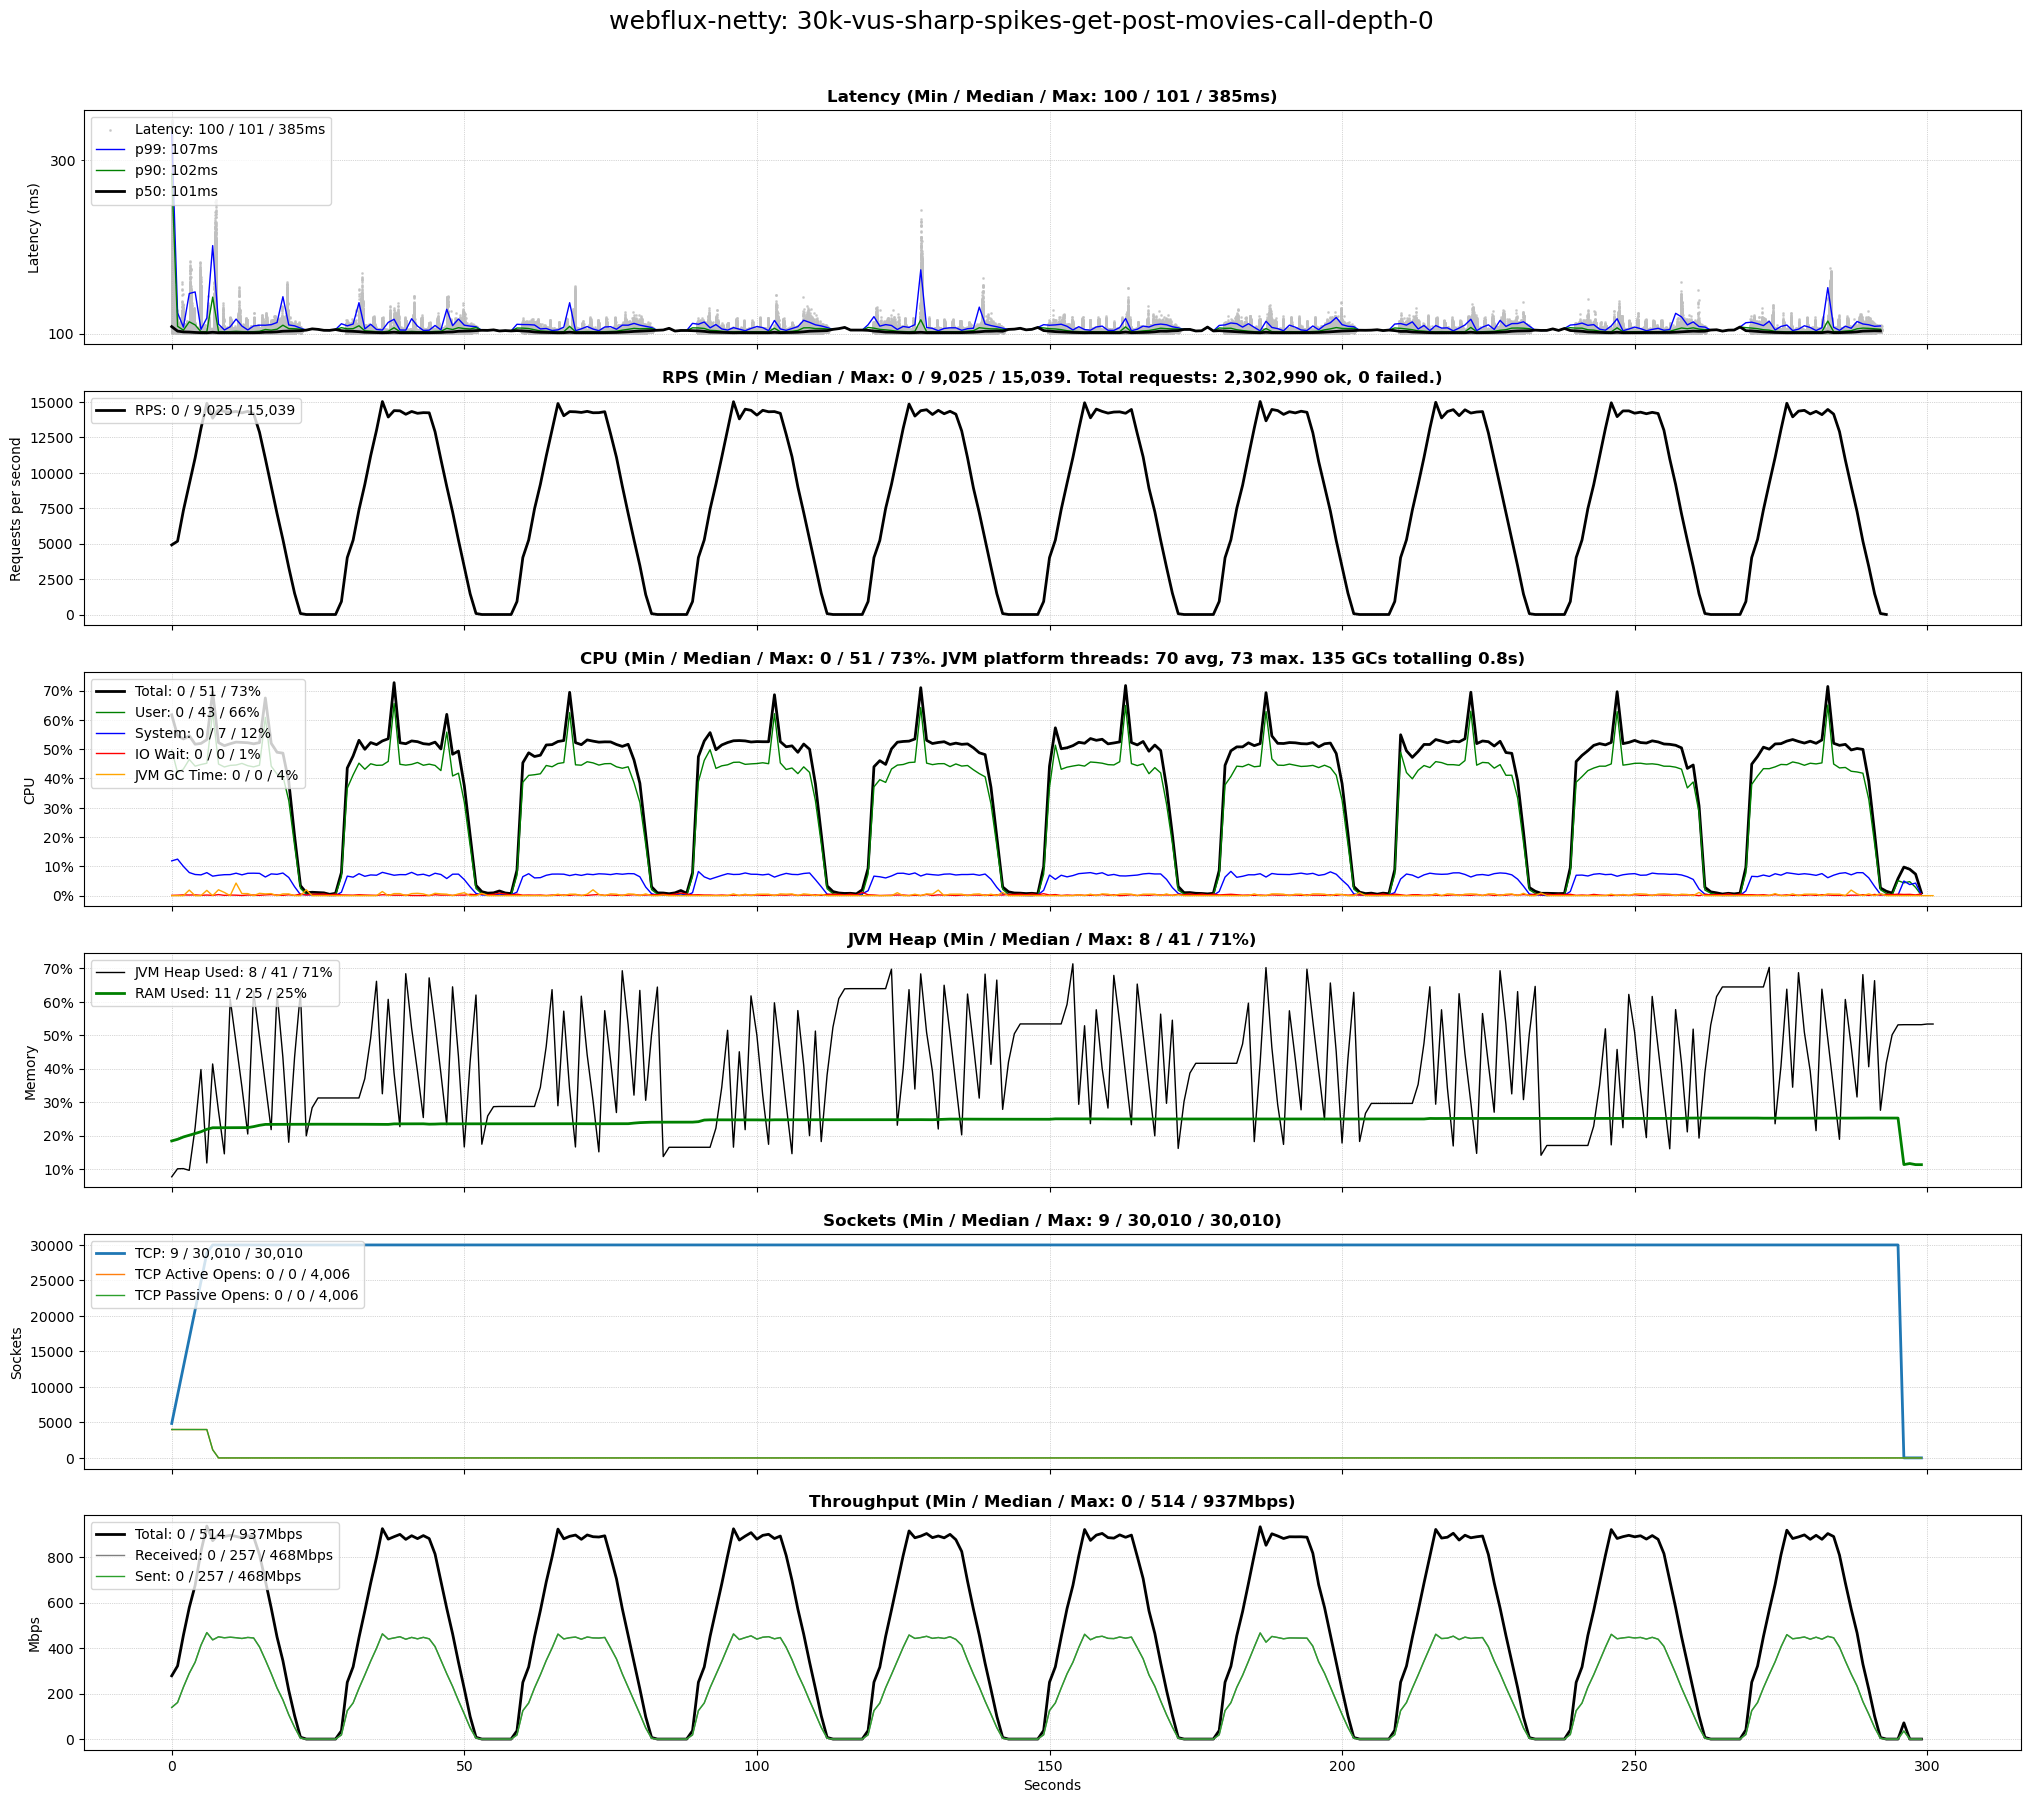 webflux-netty: 30k-vus-sharp-spikes-get-post-movies-call-depth-0
Latency (Min / Median / Max: 100 / 101 / 385ms)
Latency: 100 / 101 / 385ms
p99: 107ms
p90: 102ms
p50: 101ms
300
100
Latency (ms)
RPS (Min / Median / Max: 0 / 9,025 / 15,039. Total requests: 2,302,990 ok, 0 failed.)
RPS: 0 / 9,025 / 15,039
15000
12500
10000
7500
5000
2500
0
Requests per second
CPU (Min / Median / Max: 0 / 51 / 73%. JVM platform threads: 70 avg, 73 max. 135 GCs totalling 0.8s)
Total: 0 / 51 / 73%
User: 0 / 43 / 66%
System: 0 / 7 / 12%
IO Wait: 0 / 0 / 1%
JVM GC Time: 0 / 0 / 4%
70%
60%
50%
40%
30%
20%
10%
0%
CPU
JVM Heap (Min / Median / Max: 8 / 41 / 71%)
JVM Heap Used: 8 / 41 / 71%
RAM Used: 11 / 25 / 25%
70%
60%
50%
40%
30%
20%
10%
Memory
Sockets (Min / Median / Max: 9 / 30,010 / 30,010)
TCP: 9 / 30,010 / 30,010
TCP Active Opens: 0 / 0 / 4,006
TCP Passive Opens: 0 / 0 / 4,006
30000
25000
20000
15000
10000
5000
0
Sockets
Throughput (Min / Median / Max: 0 / 514 / 937Mbps)
Total: 0 / 514 / 937Mbps
Received: 0 / 257 / 468Mbps
Sent: 0 / 257 / 468Mbps
800
600
400
200
0
Mbps
0 50 100 150 200 250 300
Seconds